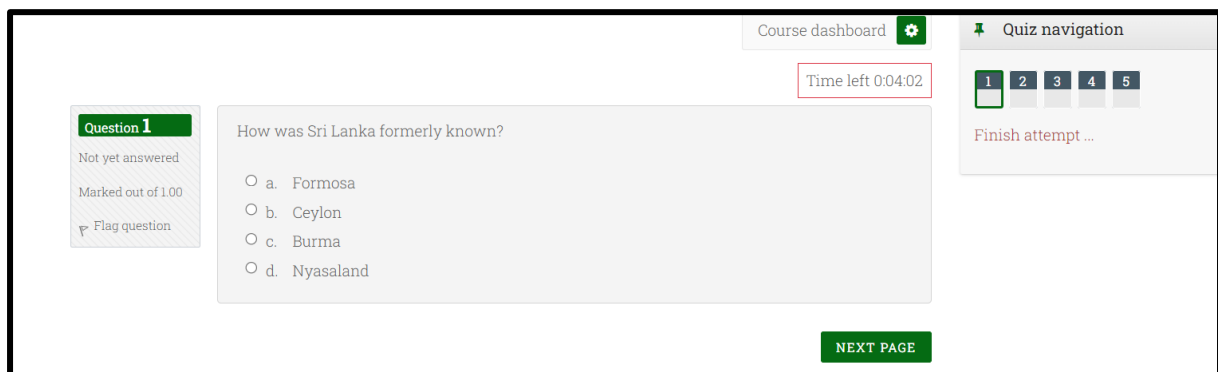 Course dashboard
Quiz navigation
Time left 0:04:02
1 2 3 4 5
Finish attempt ...
Question 1
Not yet answered
Marked out of 1.00
Flag question
How was Sri Lanka formerly known?
a. Formosa
b. Ceylon
c. Burma
d. Nyasaland
NEXT PAGE